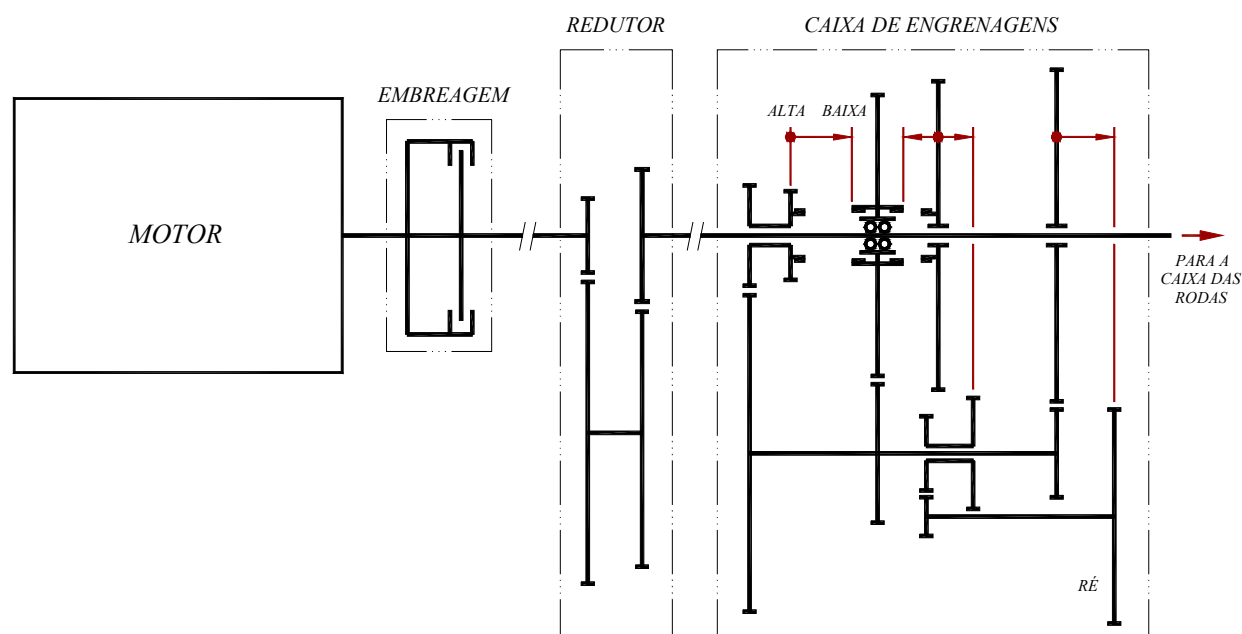 REDUTOR
CAIXA DE ENGRENAGENS
EMBREAGEM
ALTA
BAIXA
MOTOR
PARA A
CAIXA DAS
RODAS
RÉ